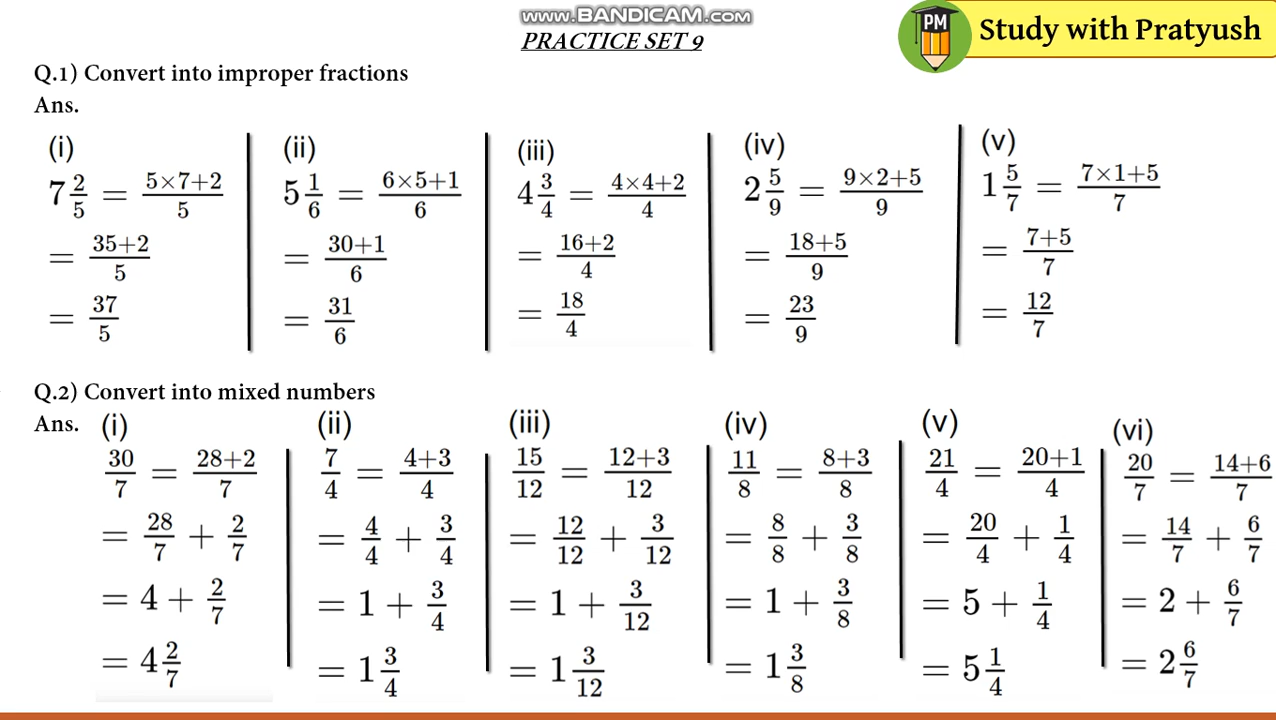 www.BANDICAM.com
PRACTICE SET 9
PM
Study with Pratyush
Q.1) Convert into improper fractions
Ans.
(i)
7 2/5 = (5×7+2)/5
= (35+2)/5
= 37/5
(ii)
5 1/6 = (6×5+1)/6
= (30+1)/6
= 31/6
(iii)
4 3/4 = (4×4+2)/4
= (16+2)/4
= 18/4
(iv)
2 5/9 = (9×2+5)/9
= (18+5)/9
= 23/9
(v)
1 5/7 = (7×1+5)/7
= (7+5)/7
= 12/7
Q.2) Convert into mixed numbers
Ans. (i)
30/7 = (28+2)/7
= 28/7 + 2/7
= 4 + 2/7
= 4 2/7
(ii)
7/4 = (4+3)/4
= 4/4 + 3/4
= 1 + 3/4
= 1 3/4
(iii)
15/12 = (12+3)/12
= 12/12 + 3/12
= 1 + 3/12
= 1 3/12
(iv)
11/8 = (8+3)/8
= 8/8 + 3/8
= 1 + 3/8
= 1 3/8
(v)
21/4 = (20+1)/4
= 20/4 + 1/4
= 5 + 1/4
= 5 1/4
(vi)
20/7 = (14+6)/7
= 14/7 + 6/7
= 2 + 6/7
= 2 6/7